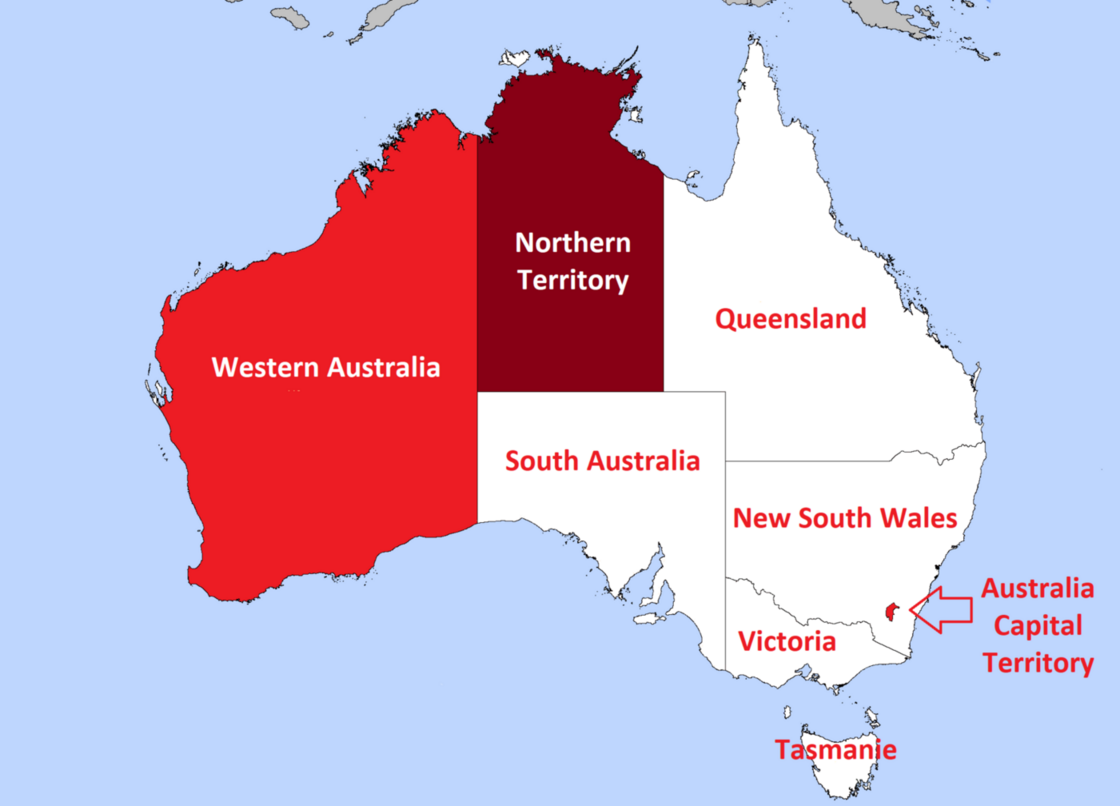 Northern
Territory
Queensland
Western Australia
South Australia
New South Wales
Australia
Capital
Territory
Victoria
Tasmanie